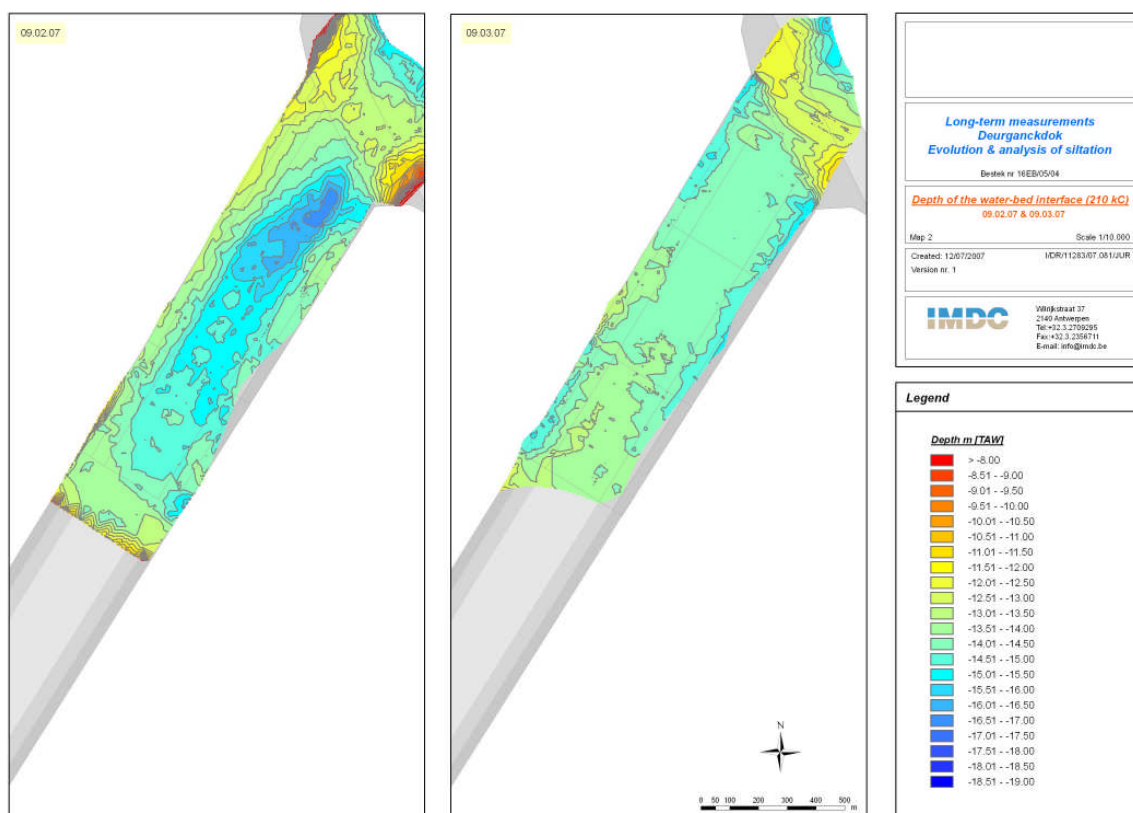 09.02.07
09.03.07
N
0 50 100 200 300 400 500
m
Long-term measurements
Deurganckdok
Evolution & analysis of siltation
Bestek nr 16EB/05/04
Depth of the water-bed interface (210 kC)
09.02.07 & 09.03.07
Map 2 Scale 1/10.000
Created: 12/07/2007 I/DR/11283/07.081/JUR
Version nr. 1
IMDC
Wilrijkstraat 37
2140 Antwerpen
Tel:+32.3.2709295
Fax:+32.3.2356711
E-mail: info@imdc.be
Legend
Depth m [TAW]
> -8.00
-8.51 - -9.00
-9.01 - -9.50
-9.51 - -10.00
-10.01 - -10.50
-10.51 - -11.00
-11.01 - -11.50
-11.51 - -12.00
-12.01 - -12.50
-12.51 - -13.00
-13.01 - -13.50
-13.51 - -14.00
-14.01 - -14.50
-14.51 - -15.00
-15.01 - -15.50
-15.51 - -16.00
-16.01 - -16.50
-16.51 - -17.00
-17.01 - -17.50
-17.51 - -18.00
-18.01 - -18.50
-18.51 - -19.00